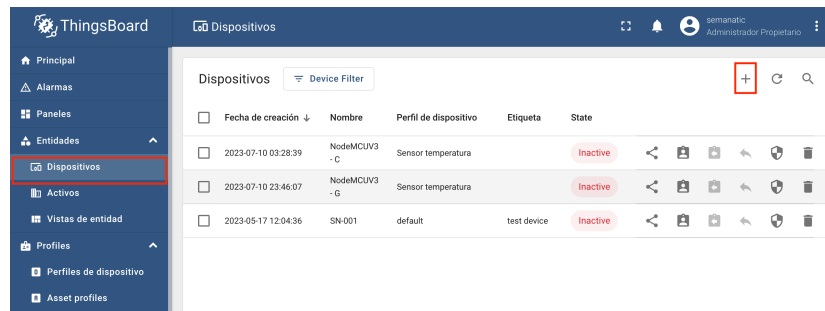 ThingsBoard
Dispositivos
semanatic
Administrador Propietario
Principal
Alarmas
Paneles
Entidades
Dispositivos
Activos
Vistas de entidad
Profiles
Perfiles de dispositivo
Asset profiles
Dispositivos Device Filter
Fecha de creación ↓ Nombre Perfil de dispositivo Etiqueta State
2023-07-10 03:28:39 NodeMCUV3 - C Sensor temperatura Inactive
2023-07-10 23:46:07 NodeMCUV3 - G Sensor temperatura Inactive
2023-05-17 12:04:36 SN-001 default test device Inactive